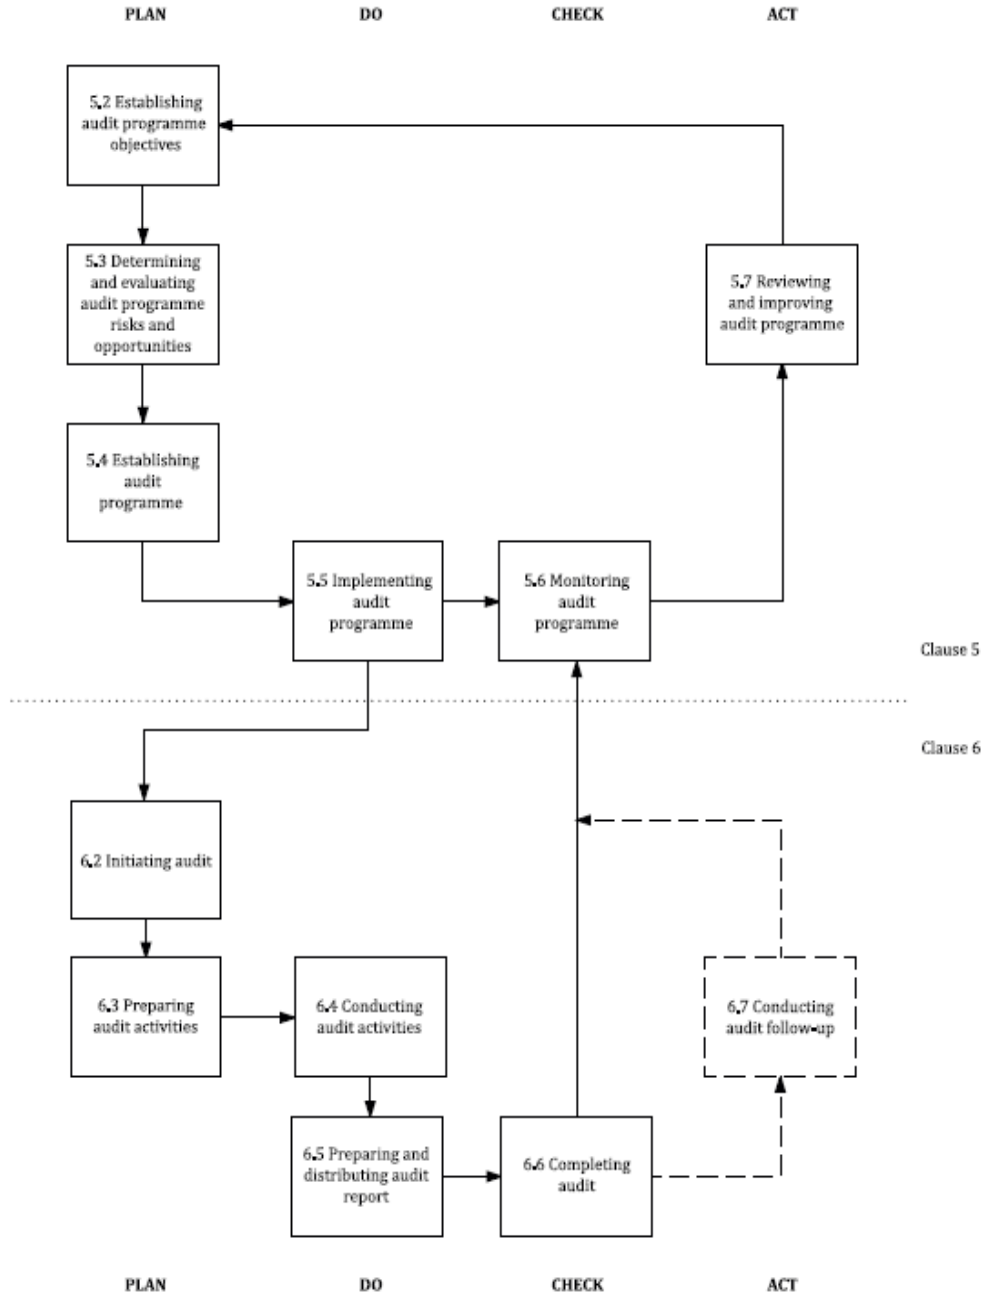 PLAN DO CHECK ACT
5.2 Establishing
audit programme
objectives
5.3 Determining
and evaluating
audit programme
risks and
opportunities
5.7 Reviewing
and improving
audit programme
5.4 Establishing
audit
programme
5.5 Implementing
audit
programme
5.6 Monitoring
audit
programme
Clause 5
Clause 6
6.2 Initiating audit
6.3 Preparing
audit activities
6.4 Conducting
audit activities
6.7 Conducting
audit follow-up
6.5 Preparing and
distributing audit
report
6.6 Completing
audit
PLAN DO CHECK ACT